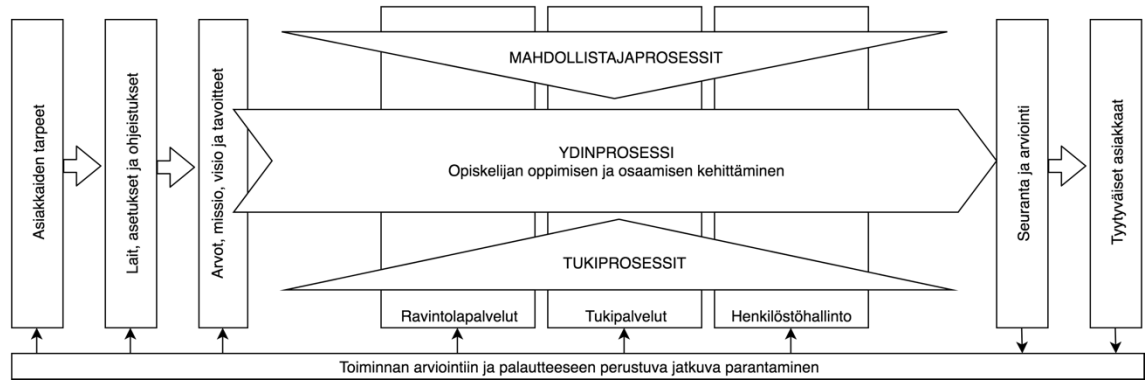 Asiakkaiden tarpeet
Lait, asetukset ja ohjeistukset
Arvot, missio, visio ja tavoitteet
MAHDOLLISTAJAPROSESSIT
YDINPROSESSI
Opiskelijan oppimisen ja osaamisen kehittäminen
TUKIPROSESSIT
Ravintolapalvelut
Tukipalvelut
Henkilöstöhallinto
Seuranta ja arviointi
Tyytyväiset asiakkaat
Toiminnan arviointiin ja palautteeseen perustuva jatkuva parantaminen